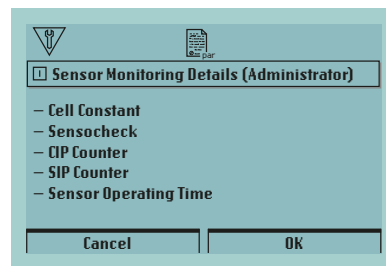 par
I Sensor Monitoring Details (Administrator)
– Cell Constant
– Sensocheck
– CIP Counter
– SIP Counter
– Sensor Operating Time
Cancel OK